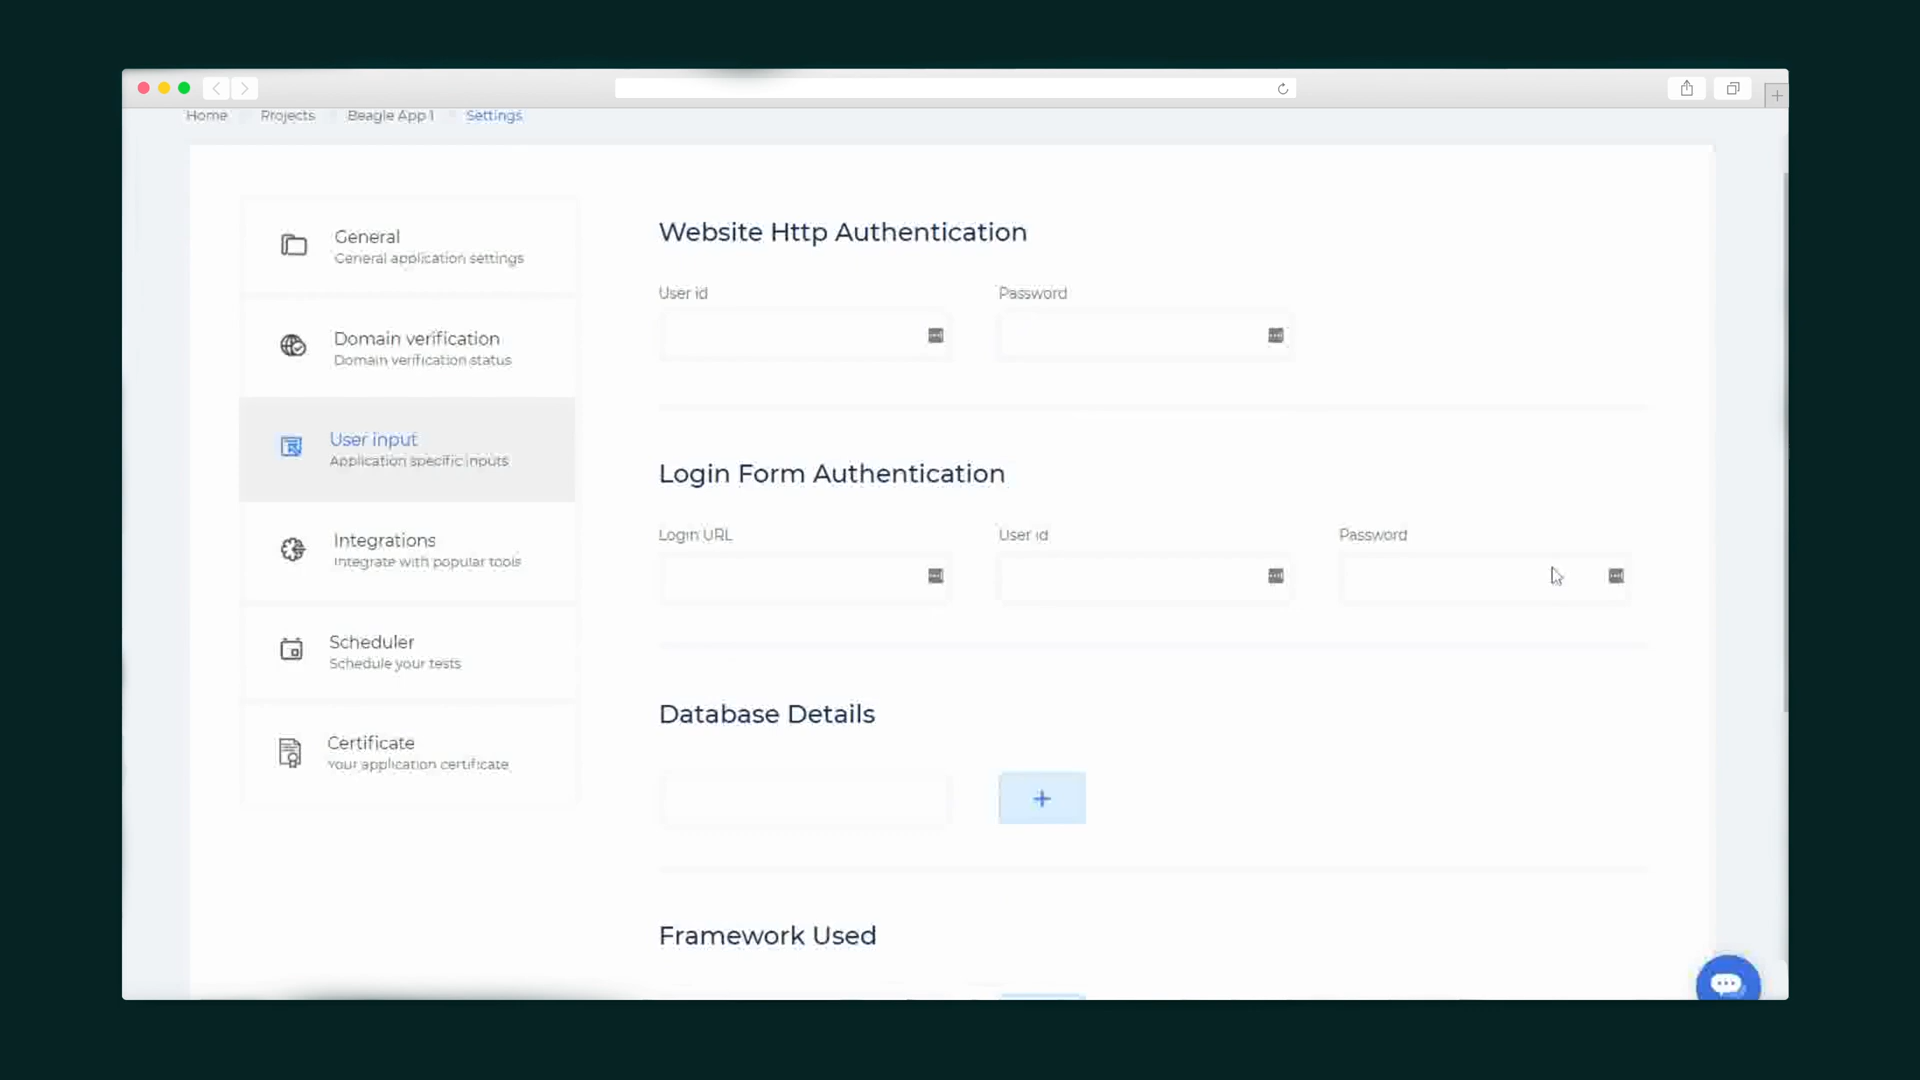 Home Projects Beagle App 1 Settings
General
General application settings
Domain verification
Domain verification status
User input
Application specific inputs
Integrations
Integrate with popular tools
Scheduler
Schedule your tests
Certificate
Your application certificate
Website Http Authentication
User id Password
Login Form Authentication
Login URL User id Password
Database Details
+
Framework Used